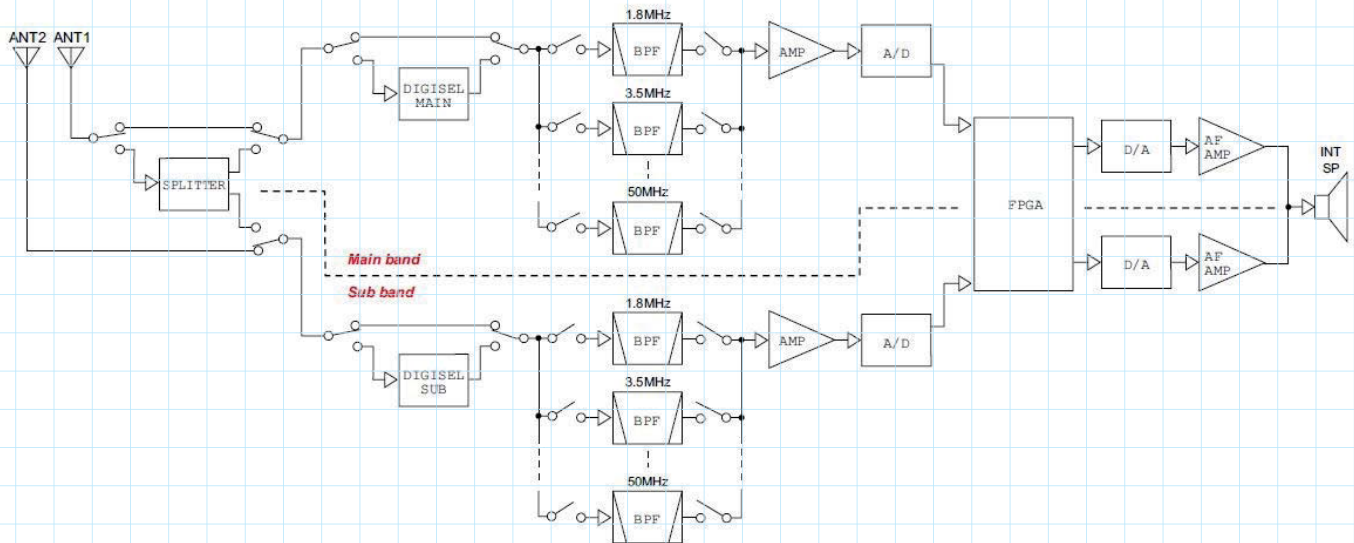 ANT2
ANT1
SPLITTER
DIGISEL
MAIN
1.8MHz
BPF
3.5MHz
BPF
50MHz
BPF
AMP
A/D
FPGA
D/A
AF
AMP
INT
SP
D/A
AF
AMP
Main band
Sub band
DIGISEL
SUB
1.8MHz
BPF
3.5MHz
BPF
50MHz
BPF
AMP
A/D